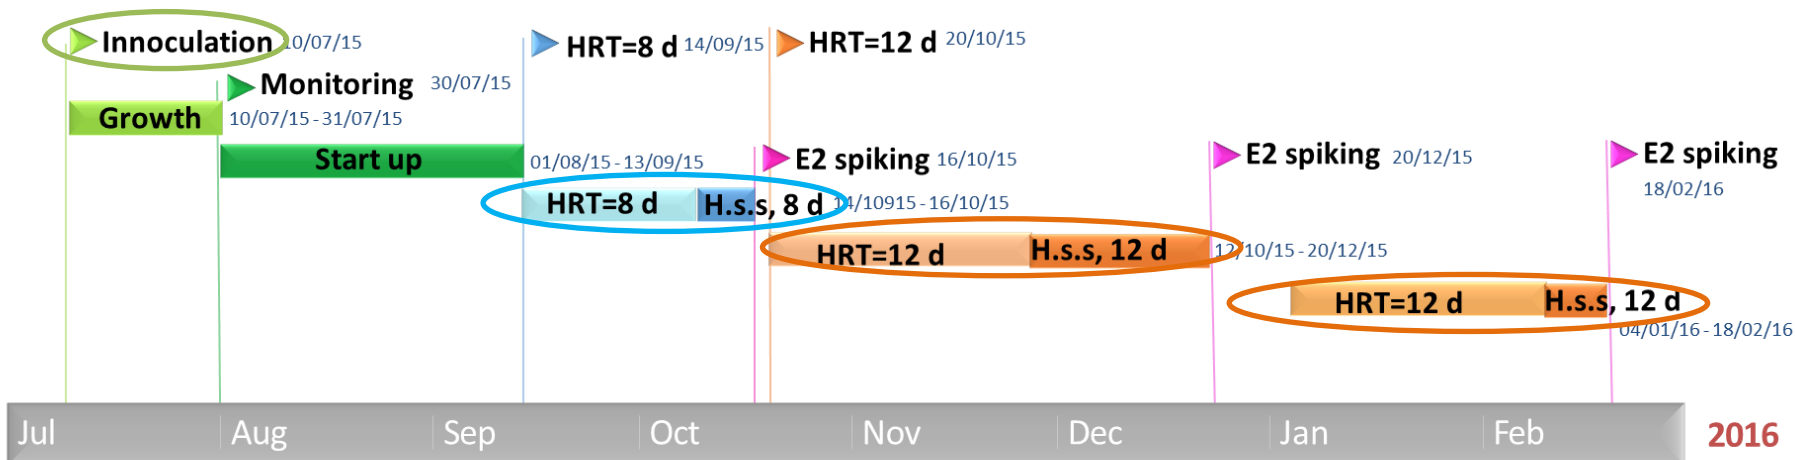 Innoculation 10/07/15
HRT=8 d 14/09/15
HRT=12 d 20/10/15
Monitoring 30/07/15
Growth 10/07/15 - 31/07/15
Start up 01/08/15 - 13/09/15
E2 spiking 16/10/15
E2 spiking 20/12/15
E2 spiking
18/02/16
HRT=8 d H.s.s, 8 d 14/10915 - 16/10/15
HRT=12 d H.s.s, 12 d 12/10/15 - 20/12/15
HRT=12 d H.s.s, 12 d
04/01/16 - 18/02/16
Jul Aug Sep Oct Nov Dec Jan Feb 2016